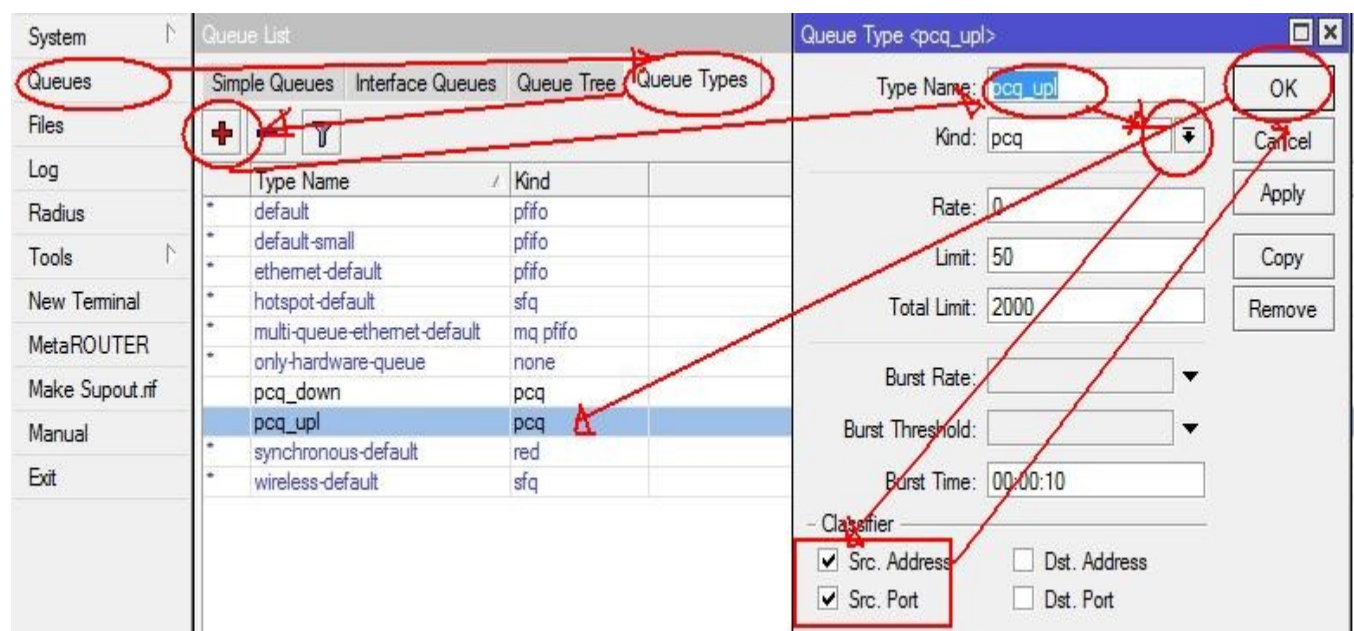 System
Queues
Files
Log
Radius
Tools
New Terminal
MetaROUTER
Make Supout.rif
Manual
Exit
Queue List
Simple Queues Interface Queues Queue Tree Queue Types
Type Name / Kind
* default pfifo
* default-small pfifo
* ethernet-default pfifo
* hotspot-default sfq
* multi-queue-ethernet-default mq pfifo
* only-hardware-queue none
pcq_down pcq
pcq_upl pcq
* synchronous-default red
* wireless-default sfq
Queue Type <pcq_upl>
Type Name: pcq_upl
Kind: pcq
Rate: 0
Limit: 50
Total Limit: 2000
Burst Rate:
Burst Threshold:
Burst Time: 00:00:10
Classifier
Src. Address Dst. Address
Src. Port Dst. Port
OK
Cancel
Apply
Copy
Remove